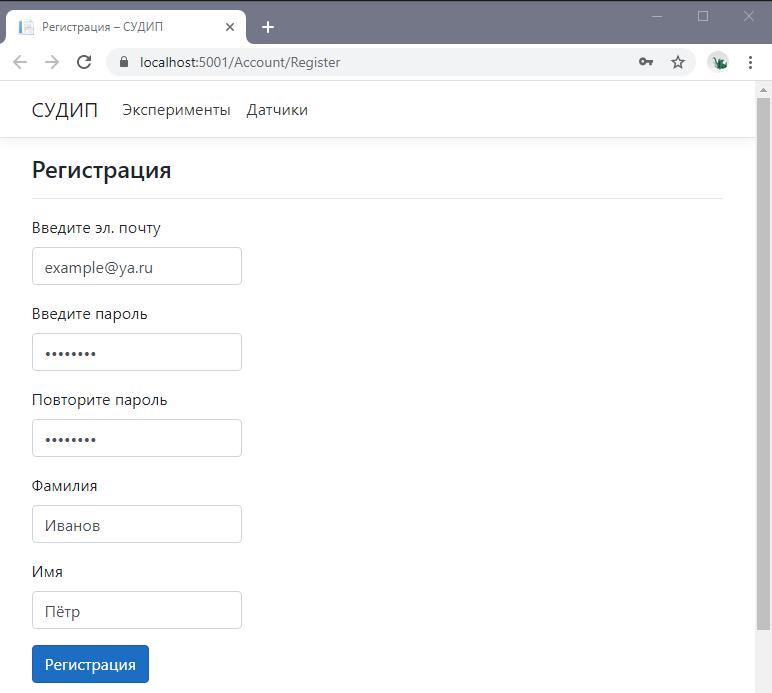 Регистрация – СУДИП
localhost:5001/Account/Register
СУДИП Эксперименты Датчики
Регистрация
Введите эл. почту
example@ya.ru
Введите пароль
••••••••
Повторите пароль
••••••••
Фамилия
Иванов
Имя
Пётр
Регистрация